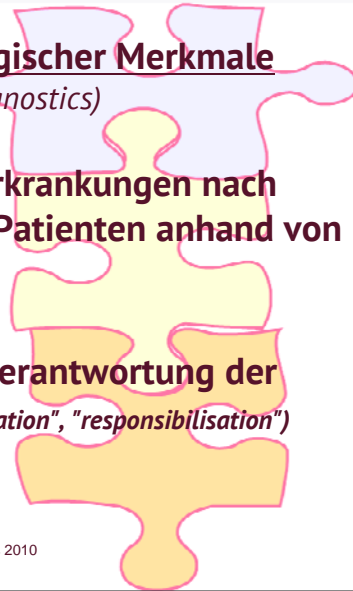 gischer Merkmale
nostics)
rkrankungen nach
Patienten anhand von
erantwortung der
ation", "responsibilisation")
2010